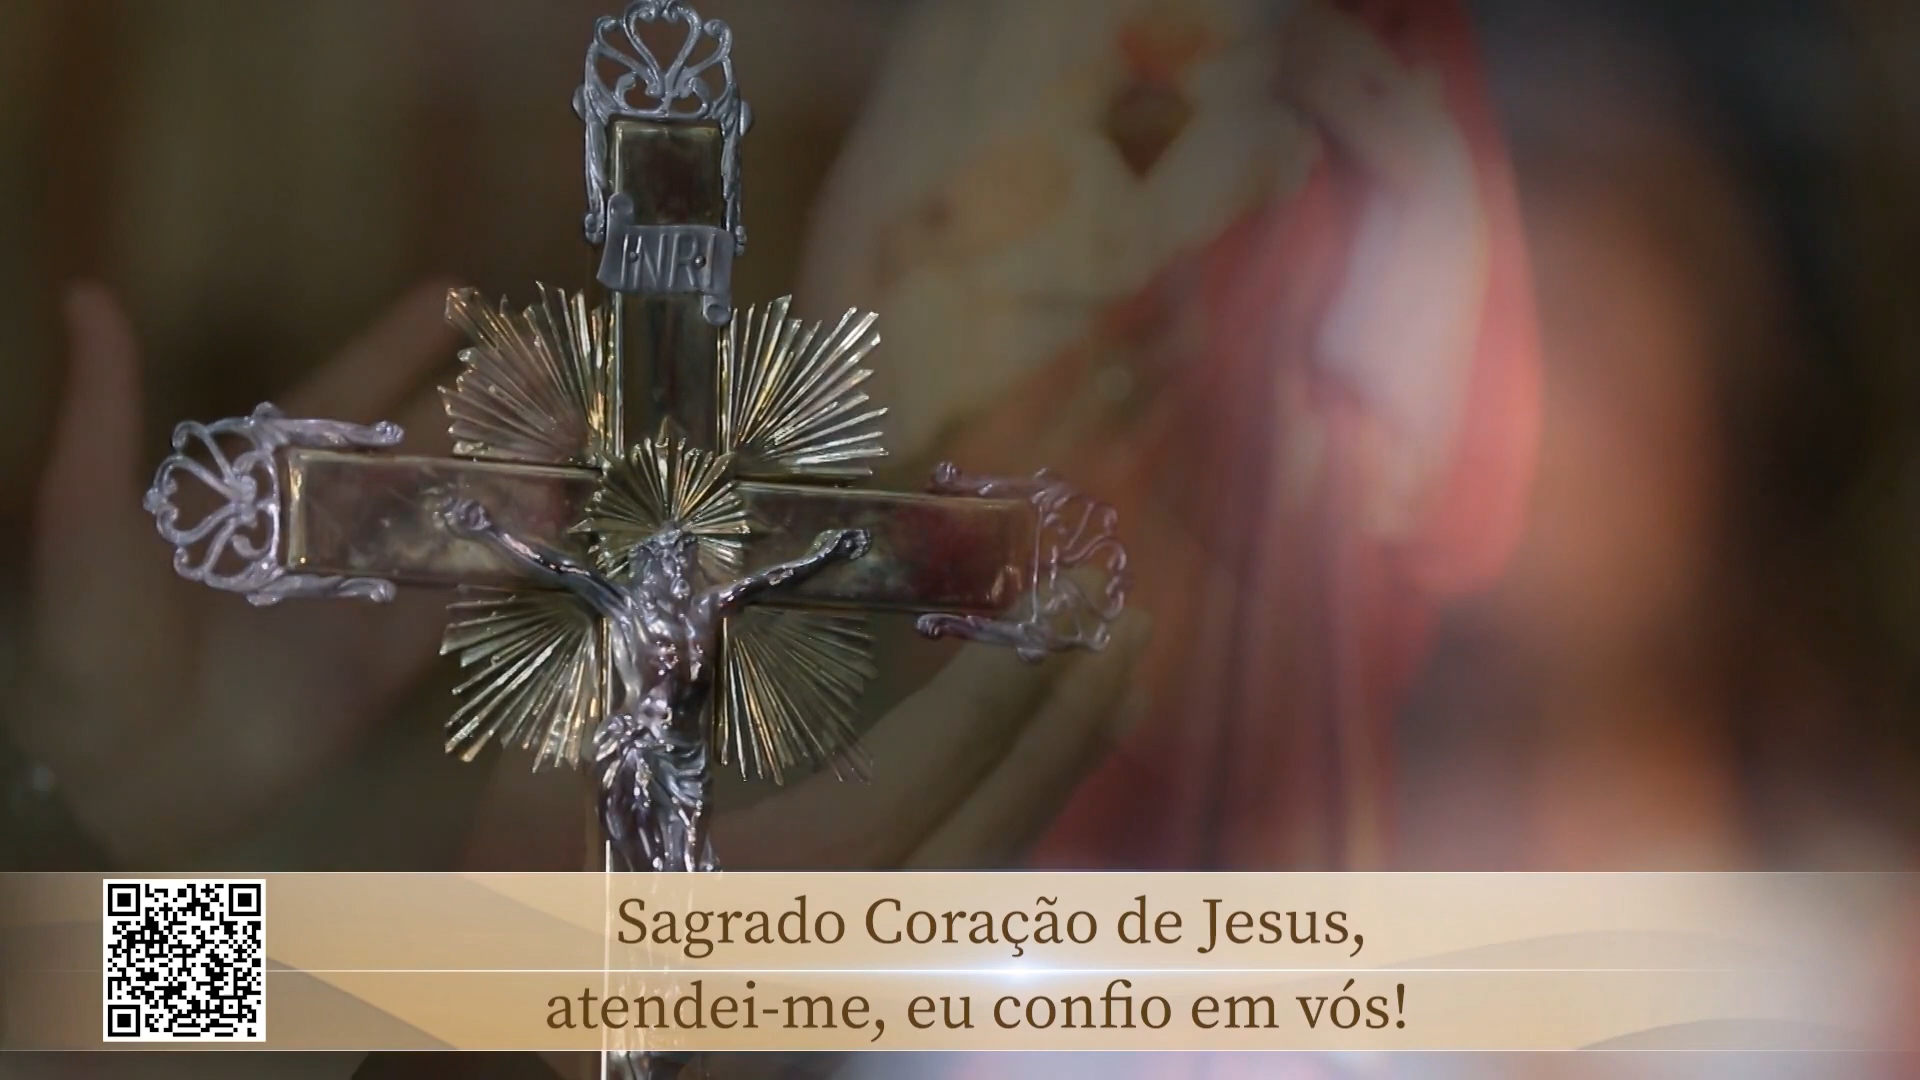 INRI
Sagrado Coração de Jesus,
atendei-me, eu confio em vós!